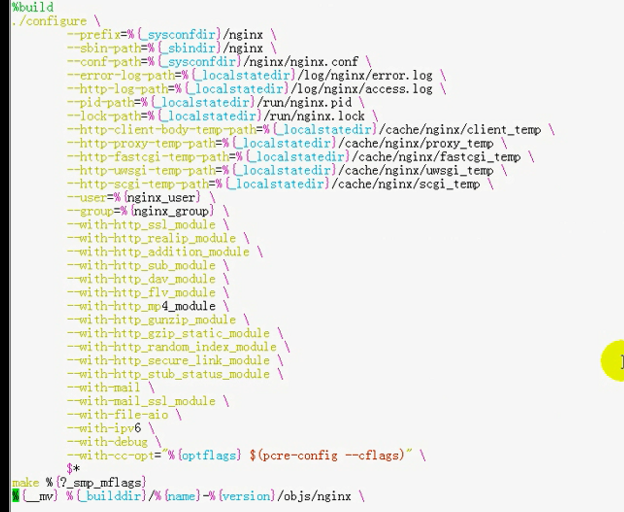 %build
./configure \
        --prefix=%{_sysconfdir}/nginx \
        --sbin-path=%{_sbindir}/nginx \
        --conf-path=%{_sysconfdir}/nginx/nginx.conf \
        --error-log-path=%{_localstatedir}/log/nginx/error.log \
        --http-log-path=%{_localstatedir}/log/nginx/access.log \
        --pid-path=%{_localstatedir}/run/nginx.pid \
        --lock-path=%{_localstatedir}/run/nginx.lock \
        --http-client-body-temp-path=%{_localstatedir}/cache/nginx/client_temp \
        --http-proxy-temp-path=%{_localstatedir}/cache/nginx/proxy_temp \
        --http-fastcgi-temp-path=%{_localstatedir}/cache/nginx/fastcgi_temp \
        --http-uwsgi-temp-path=%{_localstatedir}/cache/nginx/uwsgi_temp \
        --http-scgi-temp-path=%{_localstatedir}/cache/nginx/scgi_temp \
        --user=%{nginx_user} \
        --group=%{nginx_group} \
        --with-http_ssl_module \
        --with-http_realip_module \
        --with-http_addition_module \
        --with-http_sub_module \
        --with-http_dav_module \
        --with-http_flv_module \
        --with-http_mp4_module \
        --with-http_gunzip_module \
        --with-http_gzip_static_module \
        --with-http_random_index_module \
        --with-http_secure_link_module \
        --with-http_stub_status_module \
        --with-mail \
        --with-mail_ssl_module \
        --with-file-aio \
        --with-ipv6 \
        --with-debug \
        --with-cc-opt="%{optflags} $(pcre-config --cflags)" \
        $*
make %{?_smp_mflags}
%{__mv} %{_builddir}/%{name}-%{version}/objs/nginx \